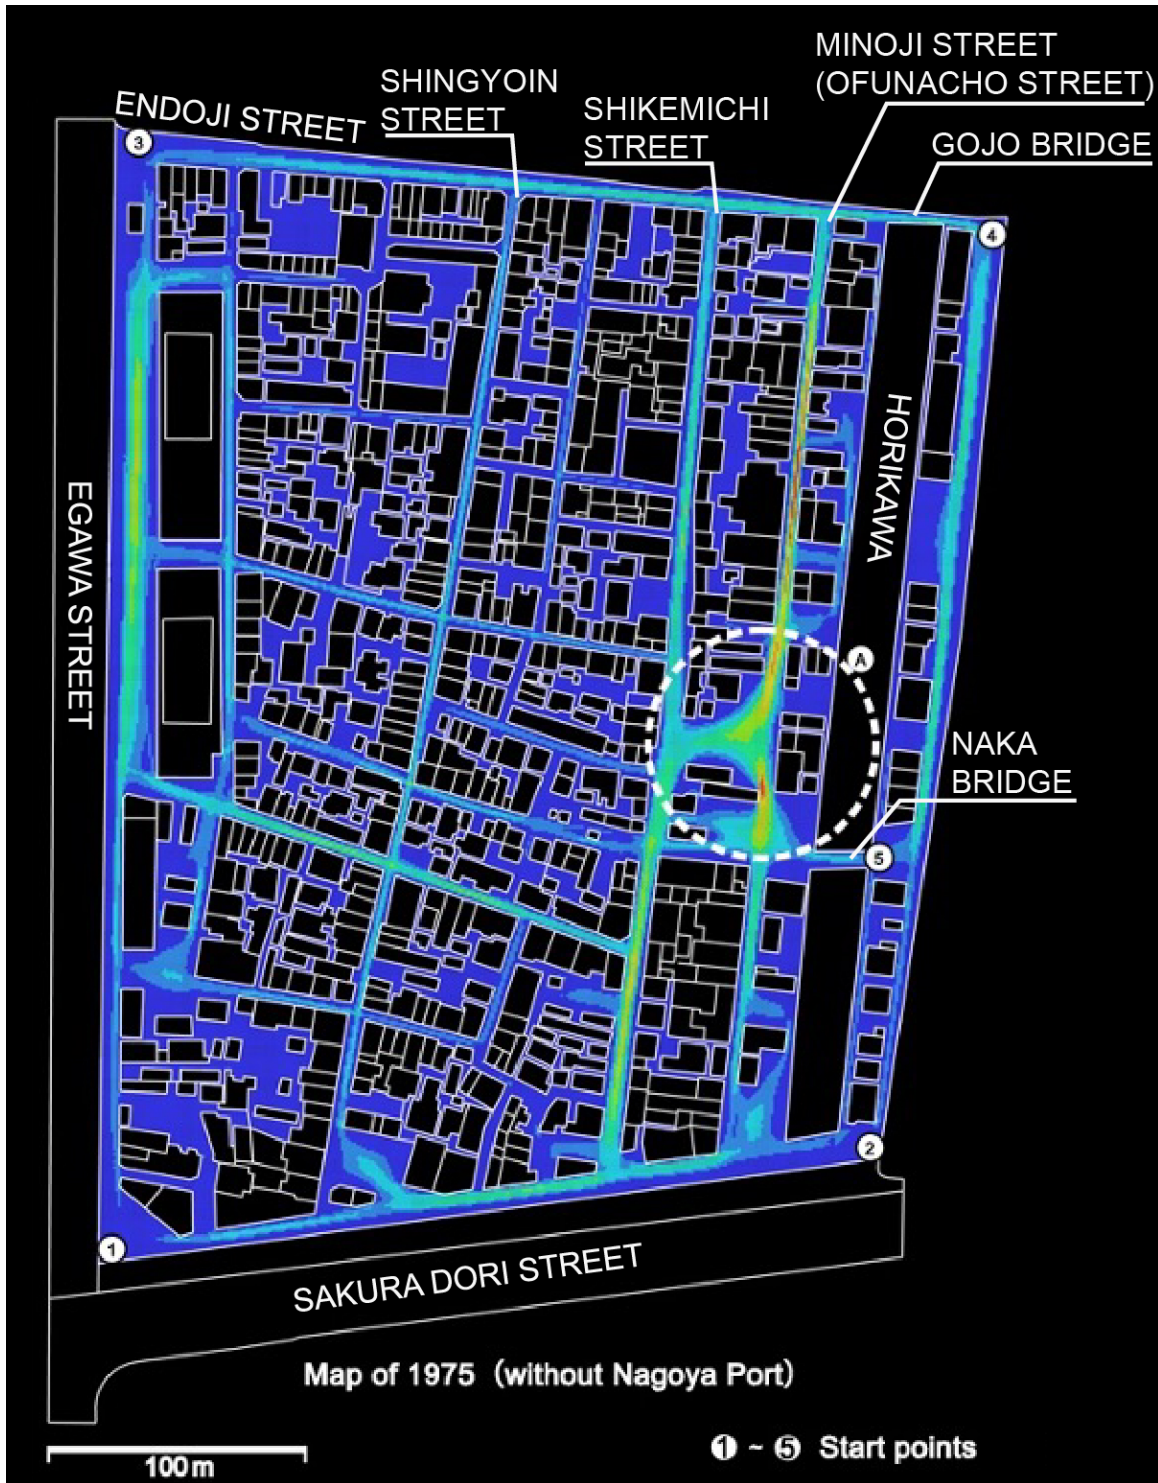 MINOJI STREET
(OFUNACHO STREET)
SHINGYOIN
STREET
SHIKEMICHI
STREET
ENDOJI STREET
GOJO BRIDGE
3
4
HORIKAWA
EGAWA STREET
A
NAKA
BRIDGE
5
2
1
SAKURA DORI STREET
Map of 1975 (without Nagoya Port)
1 ~ 5 Start points
100m